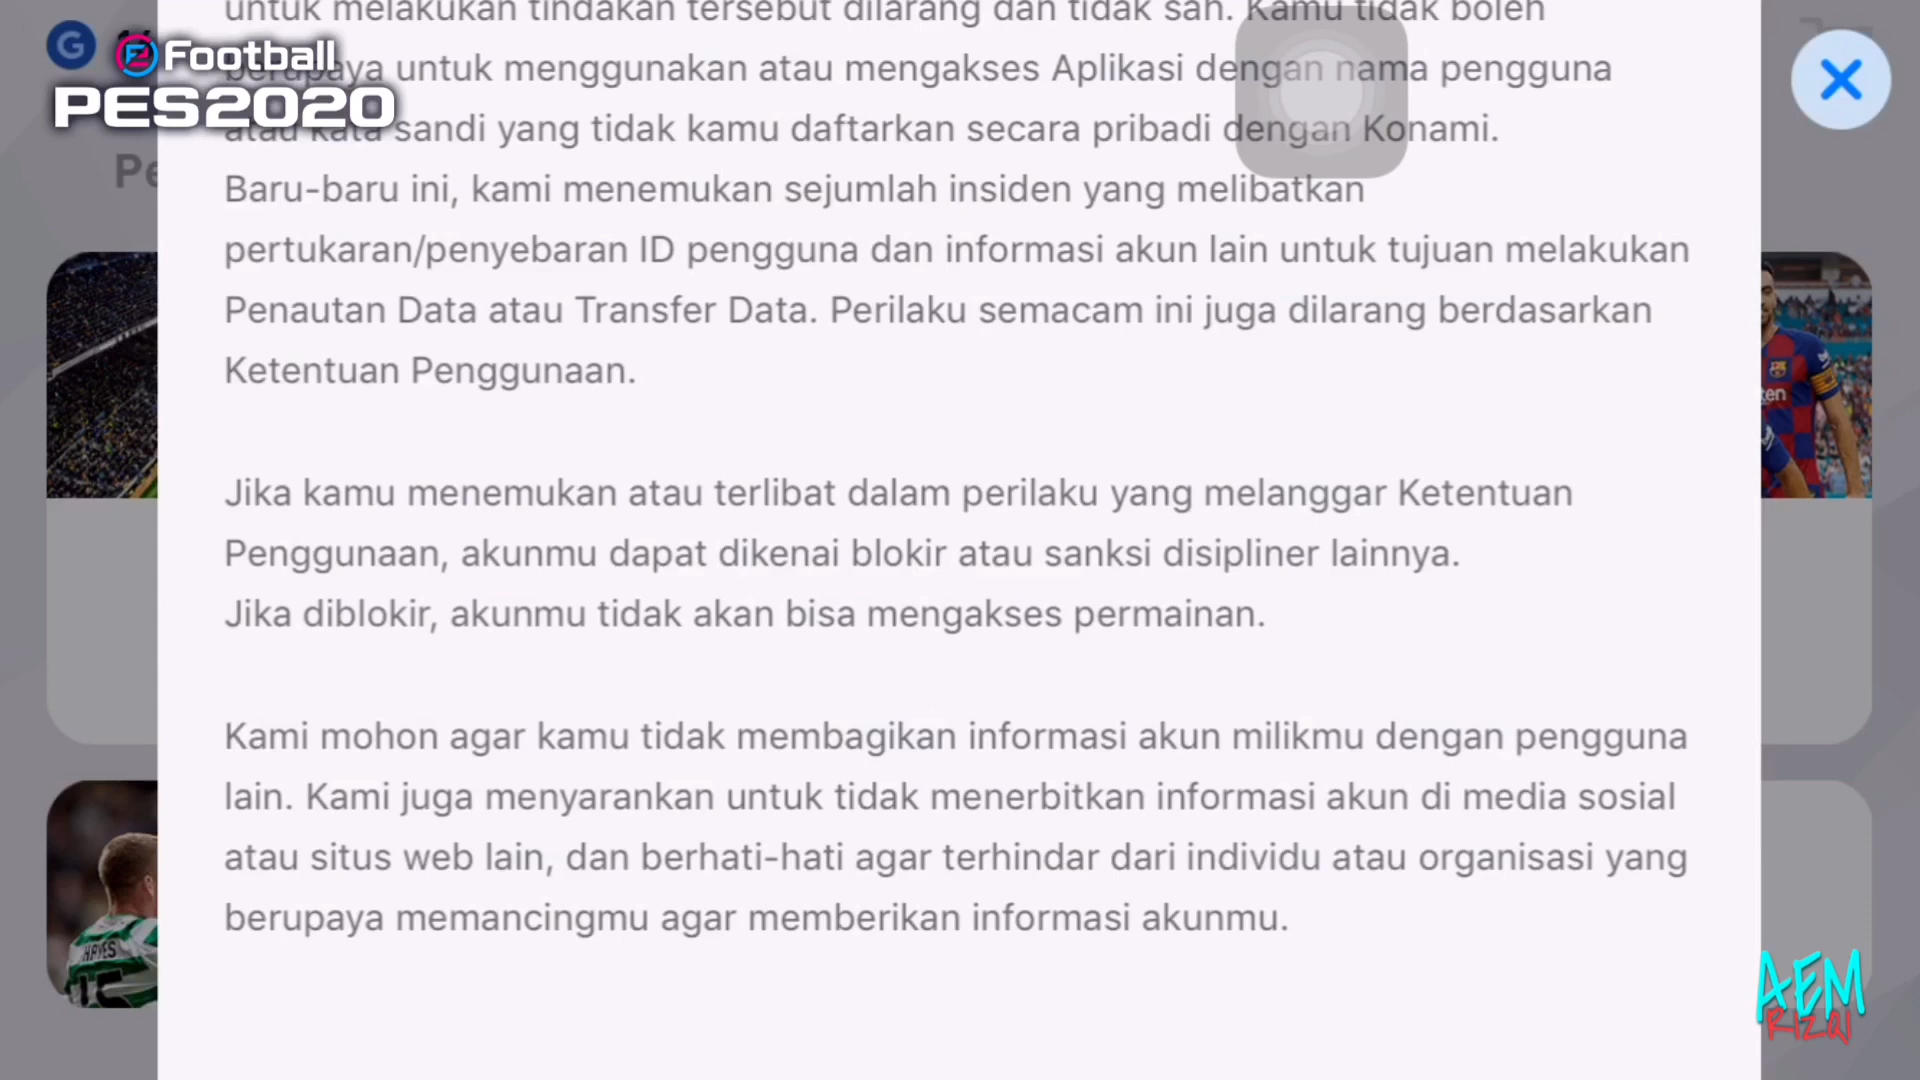 untuk melakukan tindakan tersebut dilarang dan tidak sah. Kamu tidak boleh
berupaya untuk menggunakan atau mengakses Aplikasi dengan nama pengguna
atau kata sandi yang tidak kamu daftarkan secara pribadi dengan Konami.
Baru-baru ini, kami menemukan sejumlah insiden yang melibatkan
pertukaran/penyebaran ID pengguna dan informasi akun lain untuk tujuan melakukan
Penautan Data atau Transfer Data. Perilaku semacam ini juga dilarang berdasarkan
Ketentuan Penggunaan.
Jika kamu menemukan atau terlibat dalam perilaku yang melanggar Ketentuan
Penggunaan, akunmu dapat dikenai blokir atau sanksi disipliner lainnya.
Jika diblokir, akunmu tidak akan bisa mengakses permainan.
Kami mohon agar kamu tidak membagikan informasi akun milikmu dengan pengguna
lain. Kami juga menyarankan untuk tidak menerbitkan informasi akun di media sosial
atau situs web lain, dan berhati-hati agar terhindar dari individu atau organisasi yang
berupaya memancingmu agar memberikan informasi akunmu.
G
Football
PES2020
Pe
HAYES
15
AEM
RIZQI